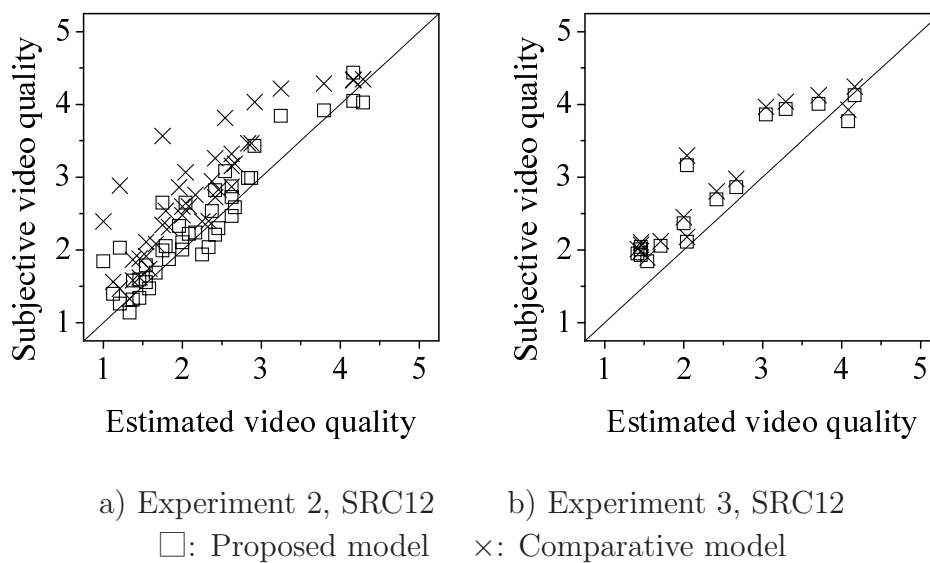 Subjective video quality
5
4
3
2
1
1 2 3 4 5
Estimated video quality
Subjective video quality
5
4
3
2
1
1 2 3 4 5
Estimated video quality
a) Experiment 2, SRC12
b) Experiment 3, SRC12
□: Proposed model ×: Comparative model